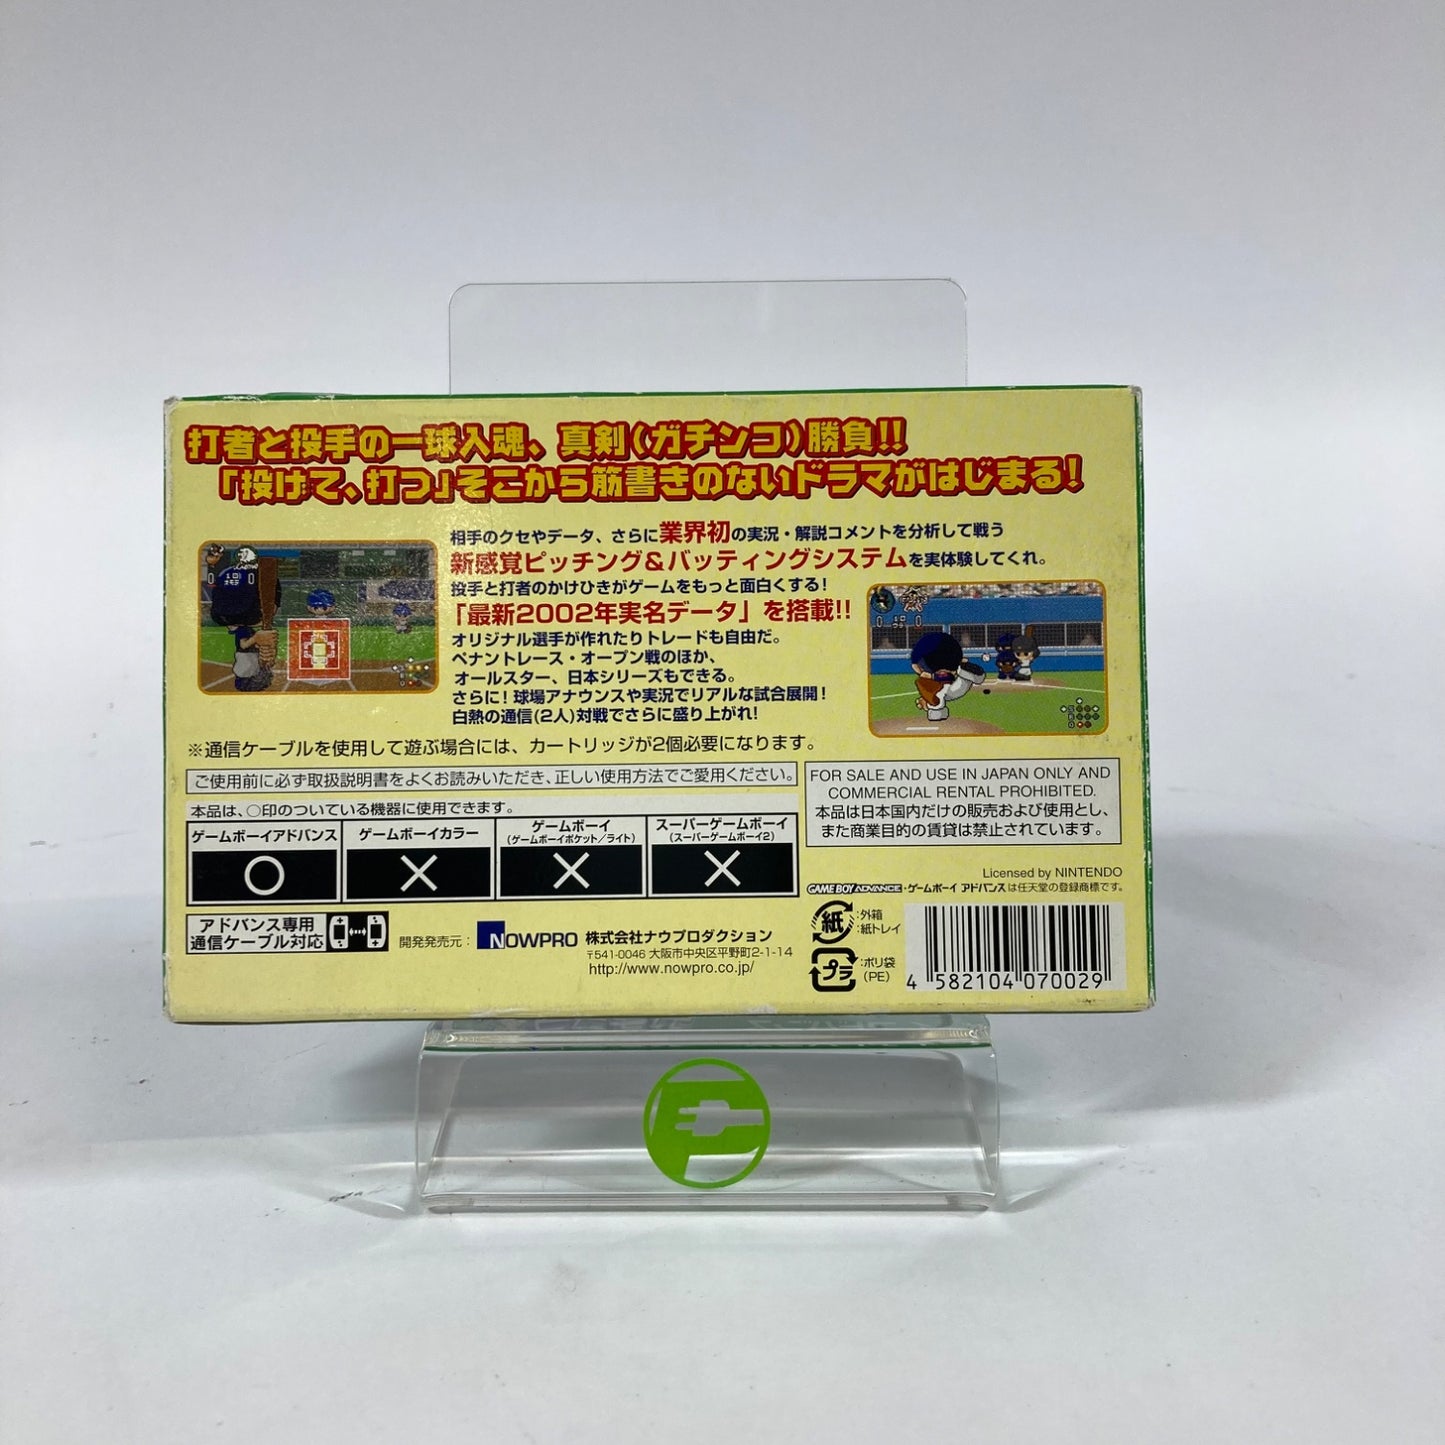 打者と投手の一球入魂、真剣(ガチンコ)勝負!!
「投げて、打つ」そこから筋書きのないドラマがはじまる!
相手のクセやデータ、さらに業界初の実況・解説コメントを分析して戦う
新感覚ピッチング&バッティングシステムを実体験してくれ。
投手と打者のかけひきがゲームをもっと面白くする!
「最新2002年実名データ」を搭載!!
オリジナル選手が作れたりトレードも自由だ。
ペナントレース・オープン戦のほか、
オールスター、日本シリーズもできる。
さらに!球場アナウンスや実況でリアルな試合展開!
白熱の通信(2人)対戦でさらに盛り上がれ!
※通信ケーブルを使用して遊ぶ場合には、カートリッジが2個必要になります。
ご使用前に必ず取扱説明書をよくお読みいただき、正しい使用方法でご愛用ください。
本品は、○印のついている機器に使用できます。
ゲームボーイアドバンス
ゲームボーイカラー
ゲームボーイ
(ゲームボーイポケット/ライト)
スーパーゲームボーイ
(スーパーゲームボーイ2)
○ × × ×
FOR SALE AND USE IN JAPAN ONLY AND
COMMERCIAL RENTAL PROHIBITED.
本品は日本国内だけの販売および使用とし、
また商業目的の賃貸は禁止されています。
Licensed by NINTENDO
GAME BOY ADVANCE・ゲームボーイ アドバンスは任天堂の登録商標です。
アドバンス専用
通信ケーブル対応
開発発売元:
NOWPRO
株式会社ナウプロダクション
〒541-0046 大阪市中央区平野町2-1-14
http://www.nowpro.co.jp/
紙
:外箱
:紙トレイ
プラ
:ポリ袋
(PE)
4 582104 070029